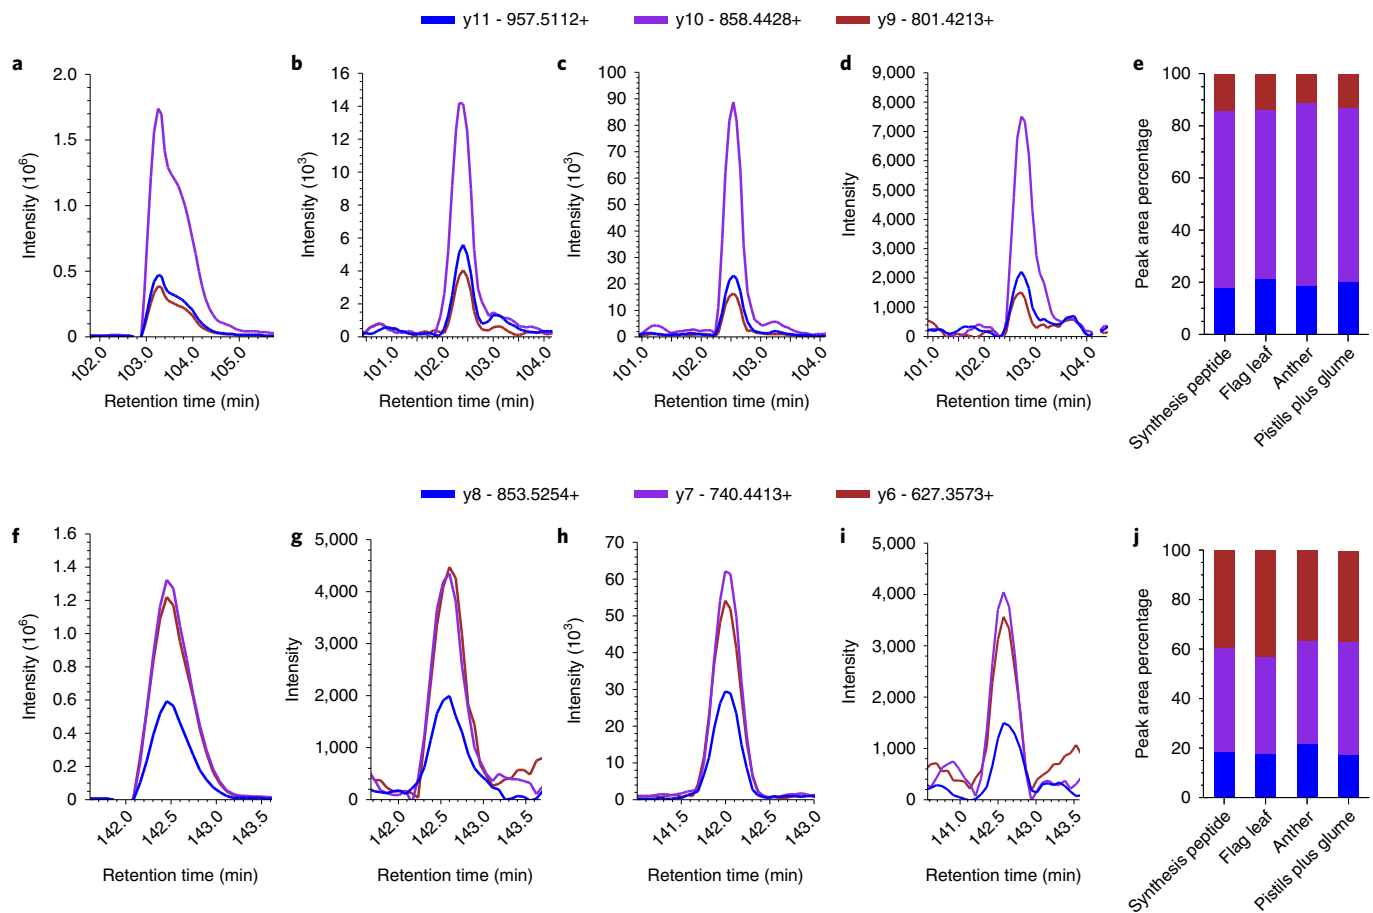 y11 - 957.5112+ y10 - 858.4428+ y9 - 801.4213+
a
2.0
1.5
1.0
0.5
0
Intensity (10⁶)
102.0 103.0 104.0 105.0
Retention time (min)
b
16
14
12
10
8
6
4
2
0
Intensity (10³)
101.0 102.0 103.0 104.0
Retention time (min)
c
100
90
80
70
60
50
40
30
20
10
0
Intensity (10³)
101.0 102.0 103.0 104.0
Retention time (min)
d
9,000
8,000
7,000
6,000
5,000
4,000
3,000
2,000
1,000
0
Intensity
101.0 102.0 103.0 104.0
Retention time (min)
e
100
80
60
40
20
0
Peak area percentage
Synthesis peptide
Flag leaf
Anther
Pistils plus glume
y8 - 853.5254+ y7 - 740.4413+ y6 - 627.3573+
f
1.6
1.4
1.2
1.0
0.8
0.6
0.4
0.2
0
Intensity (10⁶)
142.0 142.5 143.0 143.5
Retention time (min)
g
5,000
4,000
3,000
2,000
1,000
0
Intensity
142.0 142.5 143.0 143.5
Retention time (min)
h
70
60
50
40
30
20
10
0
Intensity (10³)
141.5 142.0 142.5 143.0
Retention time (min)
i
5,000
4,000
3,000
2,000
1,000
0
Intensity
141.0 142.5 143.0 143.5
Retention time (min)
j
100
80
60
40
20
0
Peak area percentage
Synthesis peptide
Flag leaf
Anther
Pistils plus glume